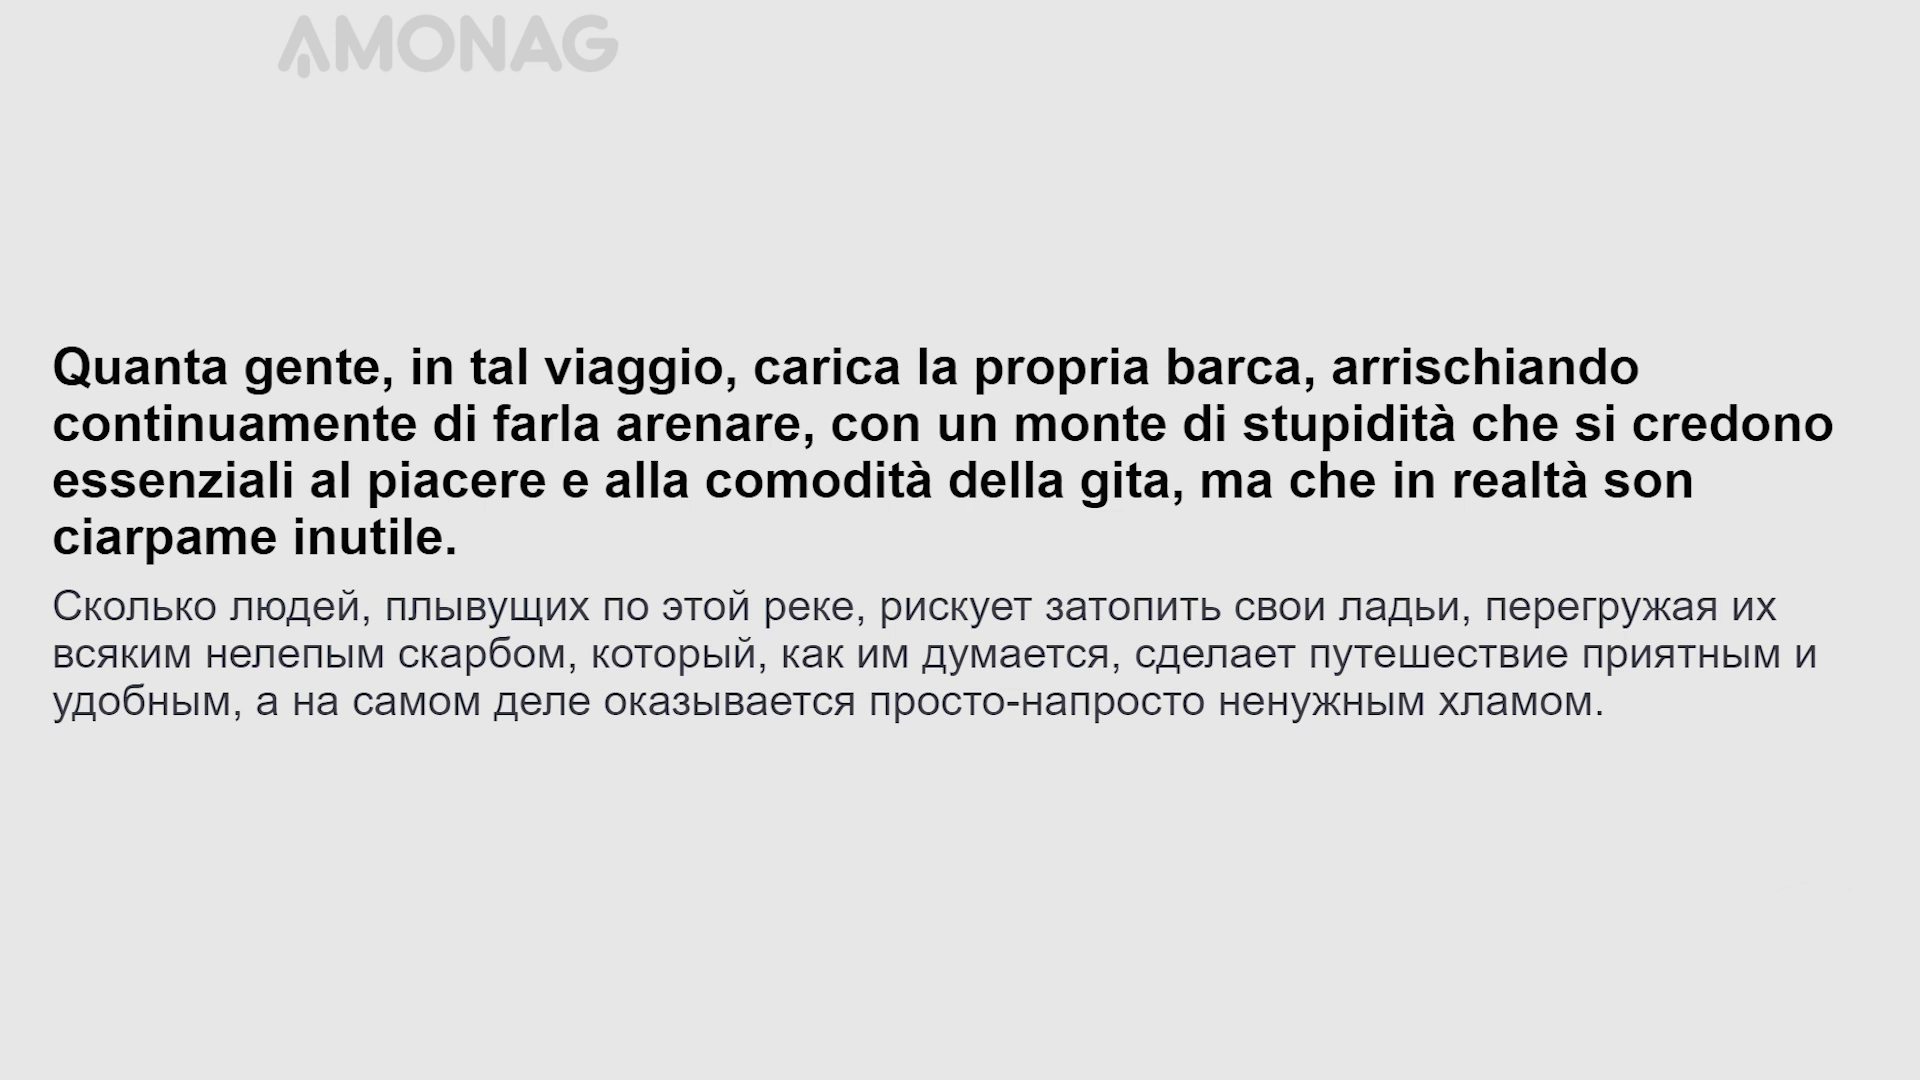 AMONAG
Quanta gente, in tal viaggio, carica la propria barca, arrischiando
continuamente di farla arenare, con un monte di stupidità che si credono
essenziali al piacere e alla comodità della gita, ma che in realtà son
ciarpame inutile.
Сколько людей, плывущих по этой реке, рискует затопить свои ладьи, перегружая их
всяким нелепым скарбом, который, как им думается, сделает путешествие приятным и
удобным, а на самом деле оказывается просто-напросто ненужным хламом.